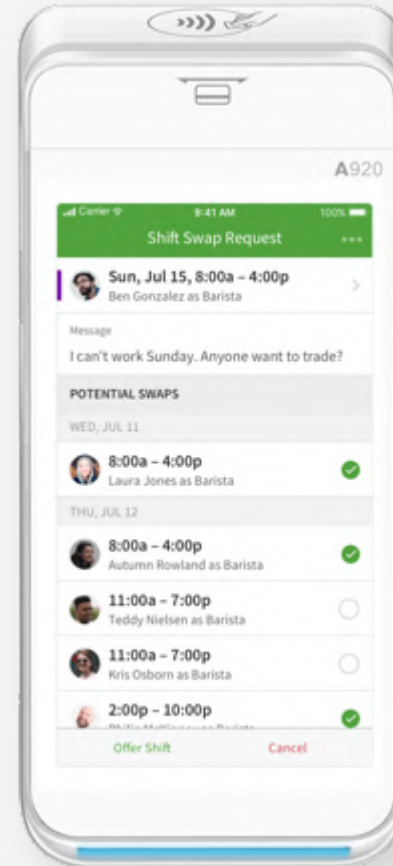 A920
Carrier 9:41 AM 100%
Shift Swap Request
Sun, Jul 15, 8:00a – 4:00p
Ben Gonzalez as Barista
Message
I can't work Sunday. Anyone want to trade?
POTENTIAL SWAPS
WED, JUL 11
8:00a – 4:00p
Laura Jones as Barista
THU, JUL 12
8:00a – 4:00p
Autumn Rowland as Barista
11:00a – 7:00p
Teddy Nielsen as Barista
11:00a – 7:00p
Kris Osborn as Barista
2:00p – 10:00p
Offer Shift Cancel